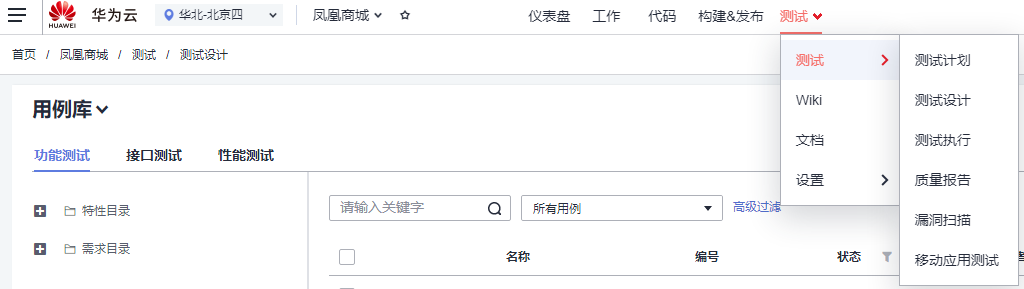 HUAWEI 华为云 华北-北京四 凤凰商城 仪表盘 工作 代码 构建&发布 测试
首页 / 凤凰商城 / 测试 / 测试设计
测试 测试计划
Wiki 测试设计
文档 测试执行
设置 质量报告
漏洞扫描
移动应用测试
用例库
功能测试 接口测试 性能测试
特性目录
需求目录
请输入关键字 所有用例 高级过滤
名称 编号 状态